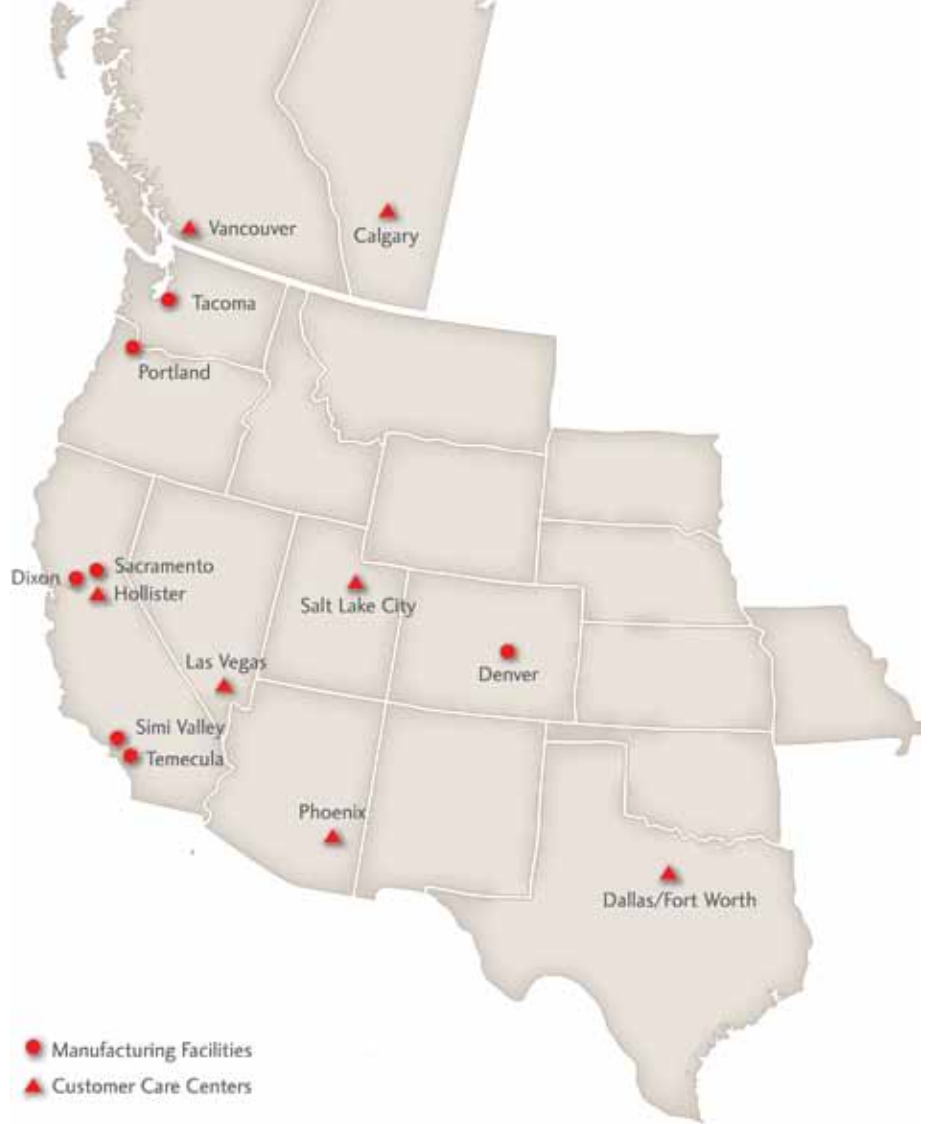 Vancouver
Calgary
Tacoma
Portland
Sacramento
Dixon
Hollister
Salt Lake City
Las Vegas
Denver
Simi Valley
Temecula
Phoenix
Dallas/Fort Worth
Manufacturing Facilities
Customer Care Centers